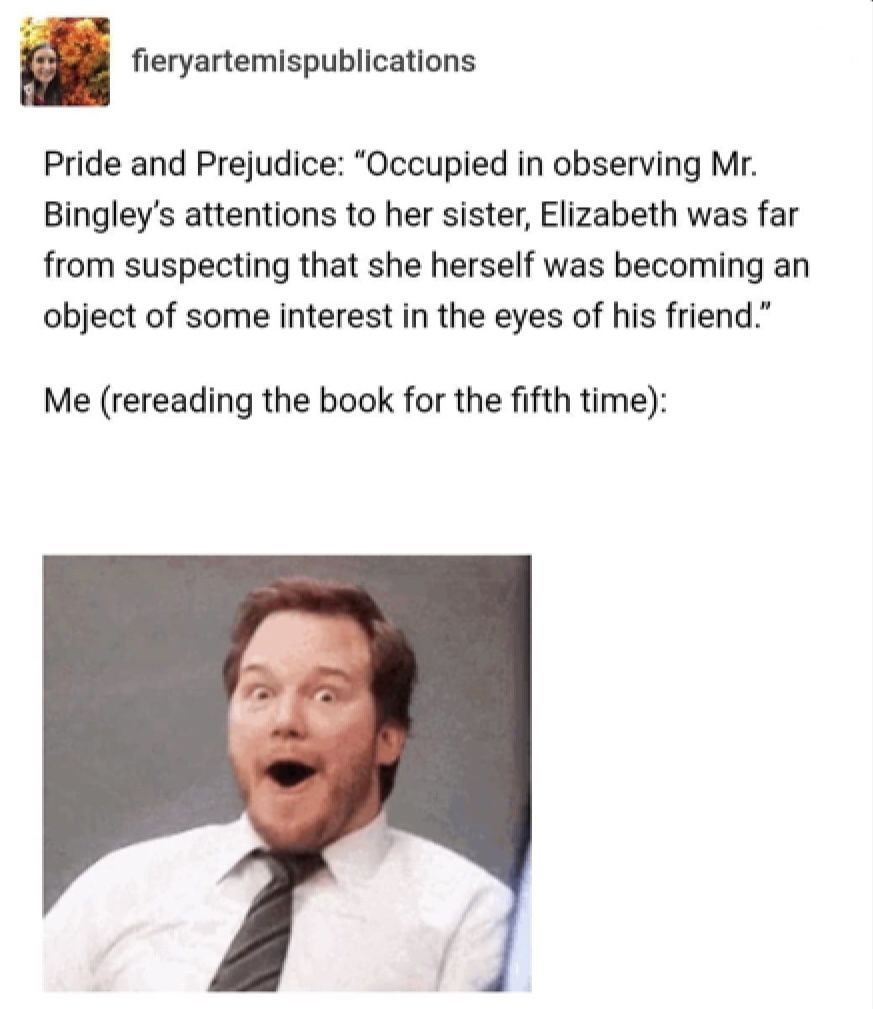 fieryartemispublications
Pride and Prejudice: “Occupied in observing Mr.
Bingley’s attentions to her sister, Elizabeth was far
from suspecting that she herself was becoming an
object of some interest in the eyes of his friend.”
Me (rereading the book for the fifth time):